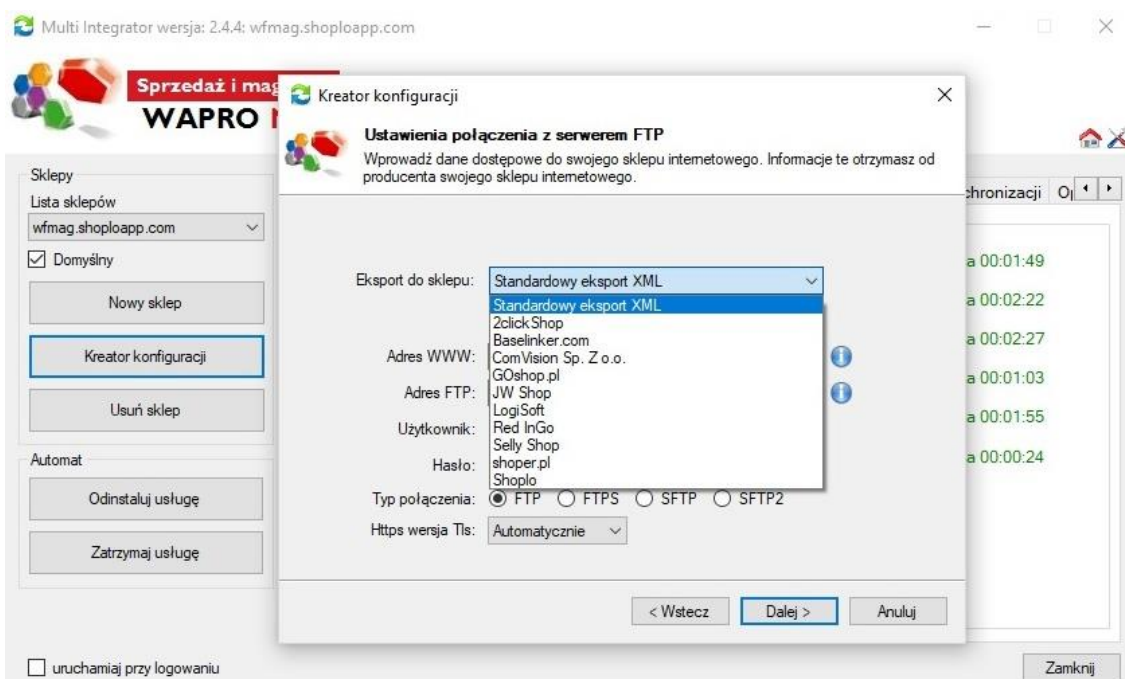 Multi Integrator wersja: 2.4.4: wfmag.shoploapp.com
Sprzedaż i mag
WAPRO
Sklepy
Lista sklepów
wfmag.shoploapp.com
Domyślny
Nowy sklep
Kreator konfiguracji
Usuń sklep
Automat
Odinstaluj usługę
Zatrzymaj usługę
uruchamiaj przy logowaniu
Kreator konfiguracji
Ustawienia połączenia z serwerem FTP
Wprowadź dane dostępowe do swojego sklepu internetowego. Informacje te otrzymasz od
producenta swojego sklepu internetowego.
Eksport do sklepu: Standardowy eksport XML
Standardowy eksport XML
2clickShop
Baselinker.com
Adres WWW: ComVision Sp. Z o.o.
GOshop.pl
Adres FTP: JW Shop
LogiSoft
Użytkownik: Red InGo
Selly Shop
Hasło: shoper.pl
Shoplo
Typ połączenia: FTP FTPS SFTP SFTP2
Https wersja Tls: Automatycznie
< Wstecz Dalej > Anuluj
chronizacji
a 00:01:49
a 00:02:22
a 00:02:27
a 00:01:03
a 00:01:55
a 00:00:24
Zamknij